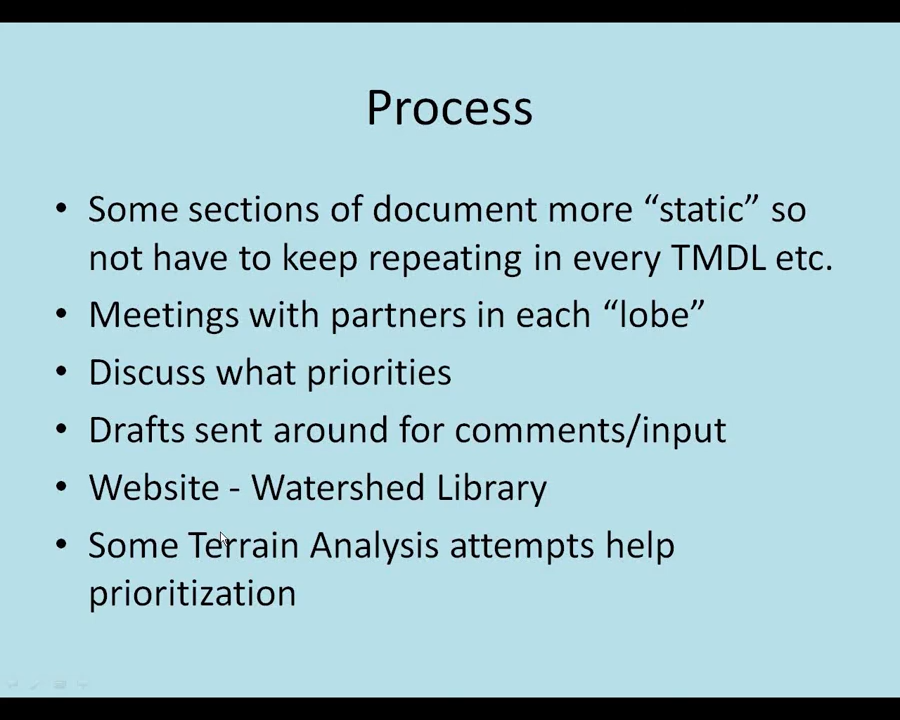 Process
• Some sections of document more “static” so
not have to keep repeating in every TMDL etc.
• Meetings with partners in each “lobe”
• Discuss what priorities
• Drafts sent around for comments/input
• Website - Watershed Library
• Some Terrain Analysis attempts help
prioritization